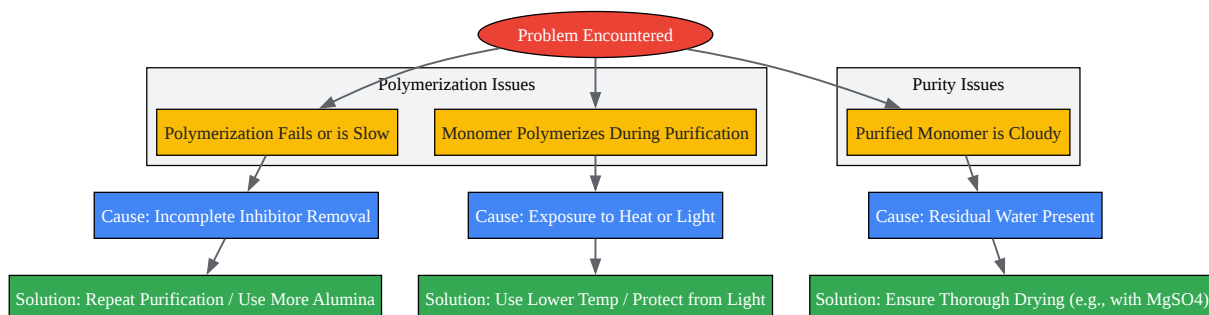 Problem Encountered
Polymerization Issues
Purity Issues
Polymerization Fails or is Slow
Monomer Polymerizes During Purification
Purified Monomer is Cloudy
Cause: Incomplete Inhibitor Removal
Cause: Exposure to Heat or Light
Cause: Residual Water Present
Solution: Repeat Purification / Use More Alumina
Solution: Use Lower Temp / Protect from Light
Solution: Ensure Thorough Drying (e.g., with MgSO4)